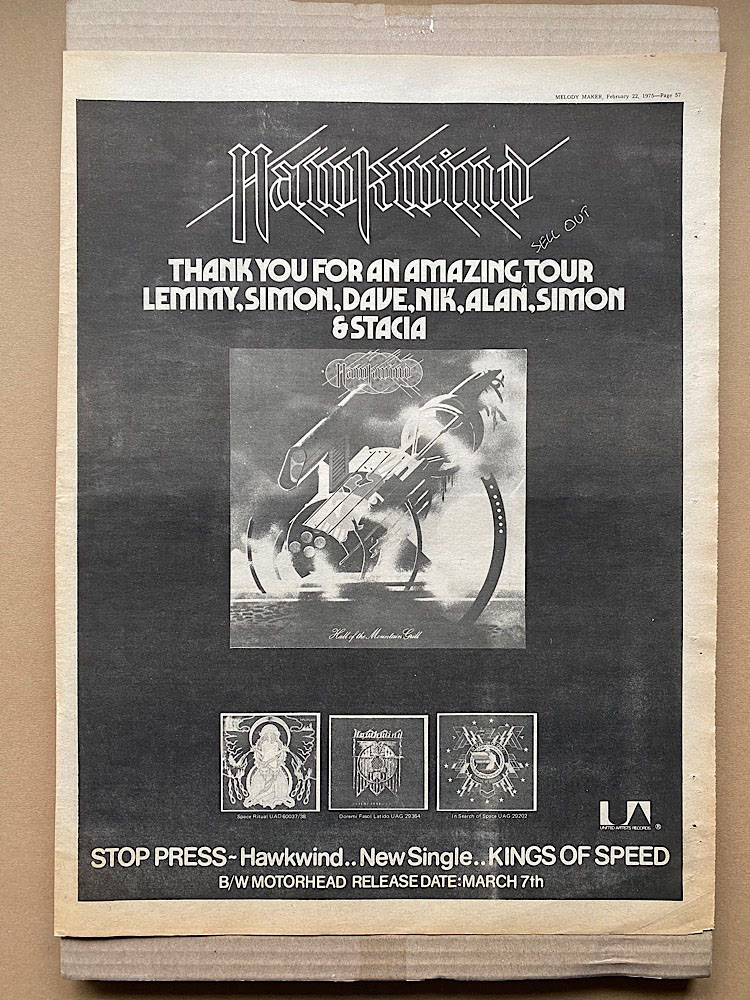 MELODY MAKER, February 22, 1975—Page 57
Hawkwind
SELL OUT
THANK YOU FOR AN AMAZING TOUR
LEMMY, SIMON, DAVE, NIK, ALAN, SIMON
& STACIA
Hawkwind
Hall of the Mountain Grill
Hawkwind
Space Ritual UAD 60037/38
Doremi Fasol Latido UAG 29364
In Search of Space UAG 29202
UA
UNITED ARTISTS RECORDS ®
STOP PRESS~Hawkwind..New Single..KINGS OF SPEED
B/W MOTORHEAD RELEASE DATE:MARCH 7th